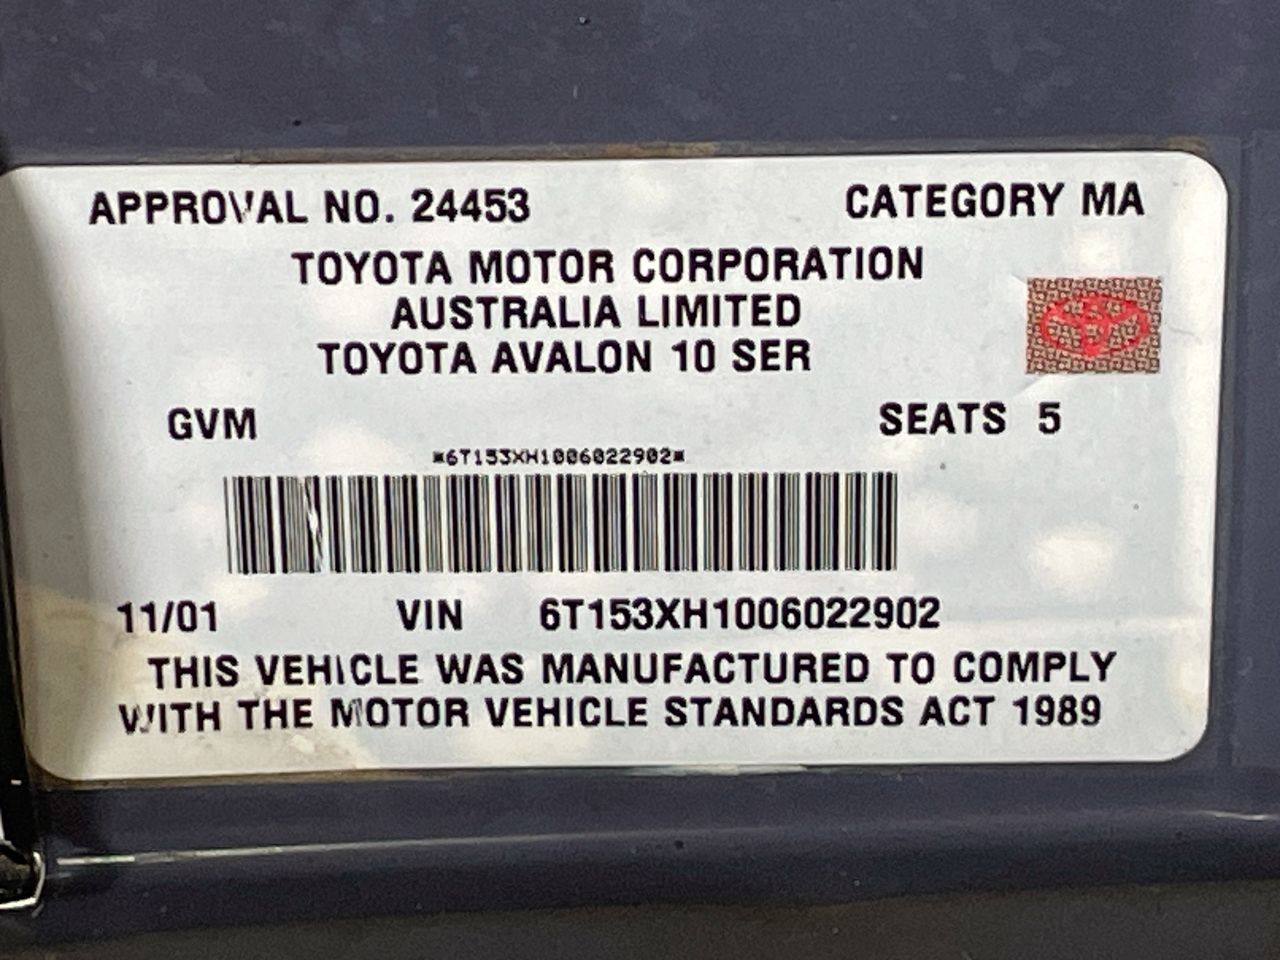 APPROVAL NO. 24453 CATEGORY MA
TOYOTA MOTOR CORPORATION
AUSTRALIA LIMITED
TOYOTA AVALON 10 SER
GVM SEATS 5
*6T153XH1006022902*
11/01 VIN 6T153XH1006022902
THIS VEHICLE WAS MANUFACTURED TO COMPLY
WITH THE MOTOR VEHICLE STANDARDS ACT 1989